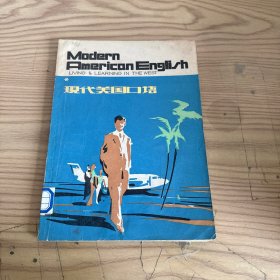 Modern
American English
LIVING & LEARNING IN THE WEST
现代美国口语